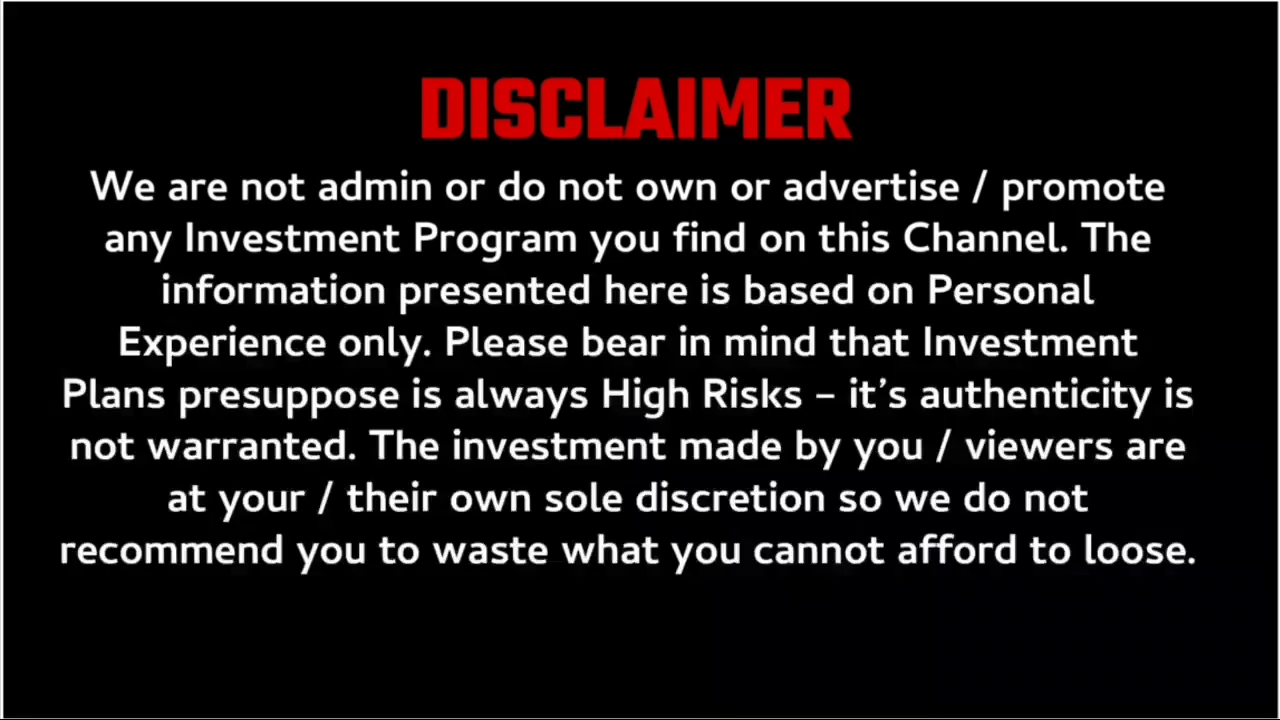 DISCLAIMER
We are not admin or do not own or advertise / promote
any Investment Program you find on this Channel. The
information presented here is based on Personal
Experience only. Please bear in mind that Investment
Plans presuppose is always High Risks – it’s authenticity is
not warranted. The investment made by you / viewers are
at your / their own sole discretion so we do not
recommend you to waste what you cannot afford to loose.